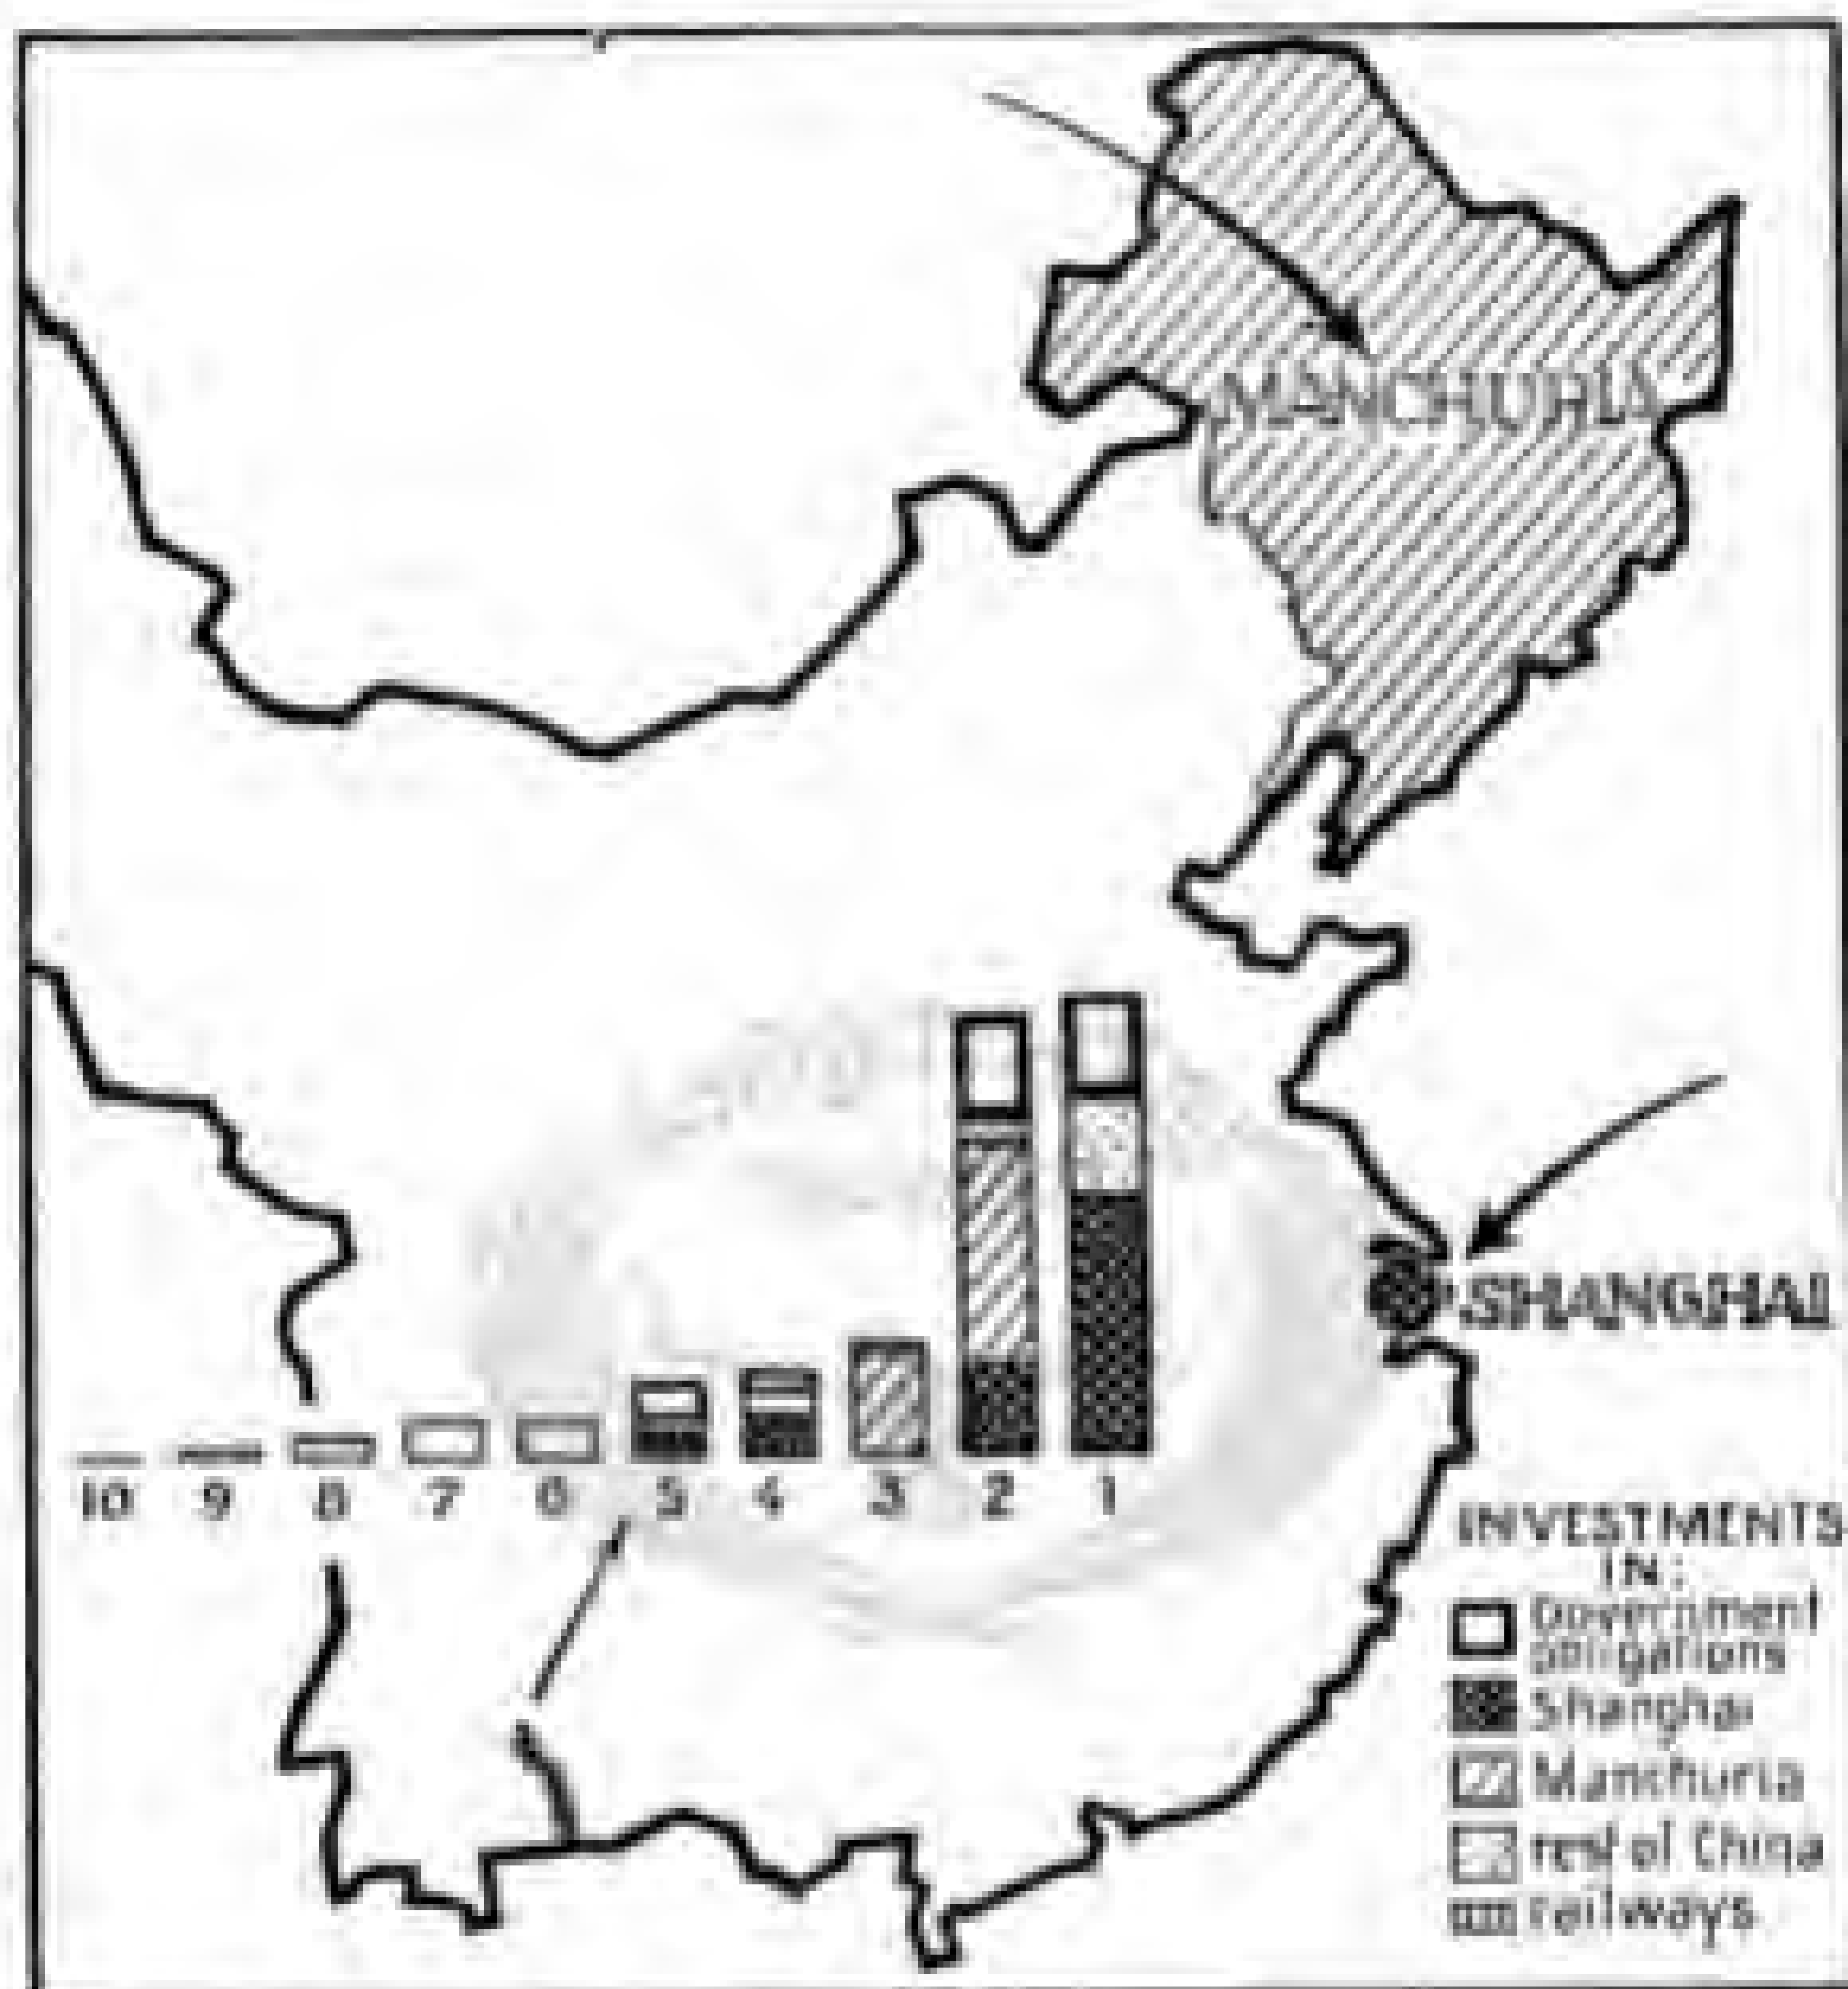 MANCHURIA
SHANGHAI
10 9 8 7 6 5 4 3 2 1
INVESTMENTS
IN:
Government
obligations
Shanghai
Manchuria
rest of China
railways